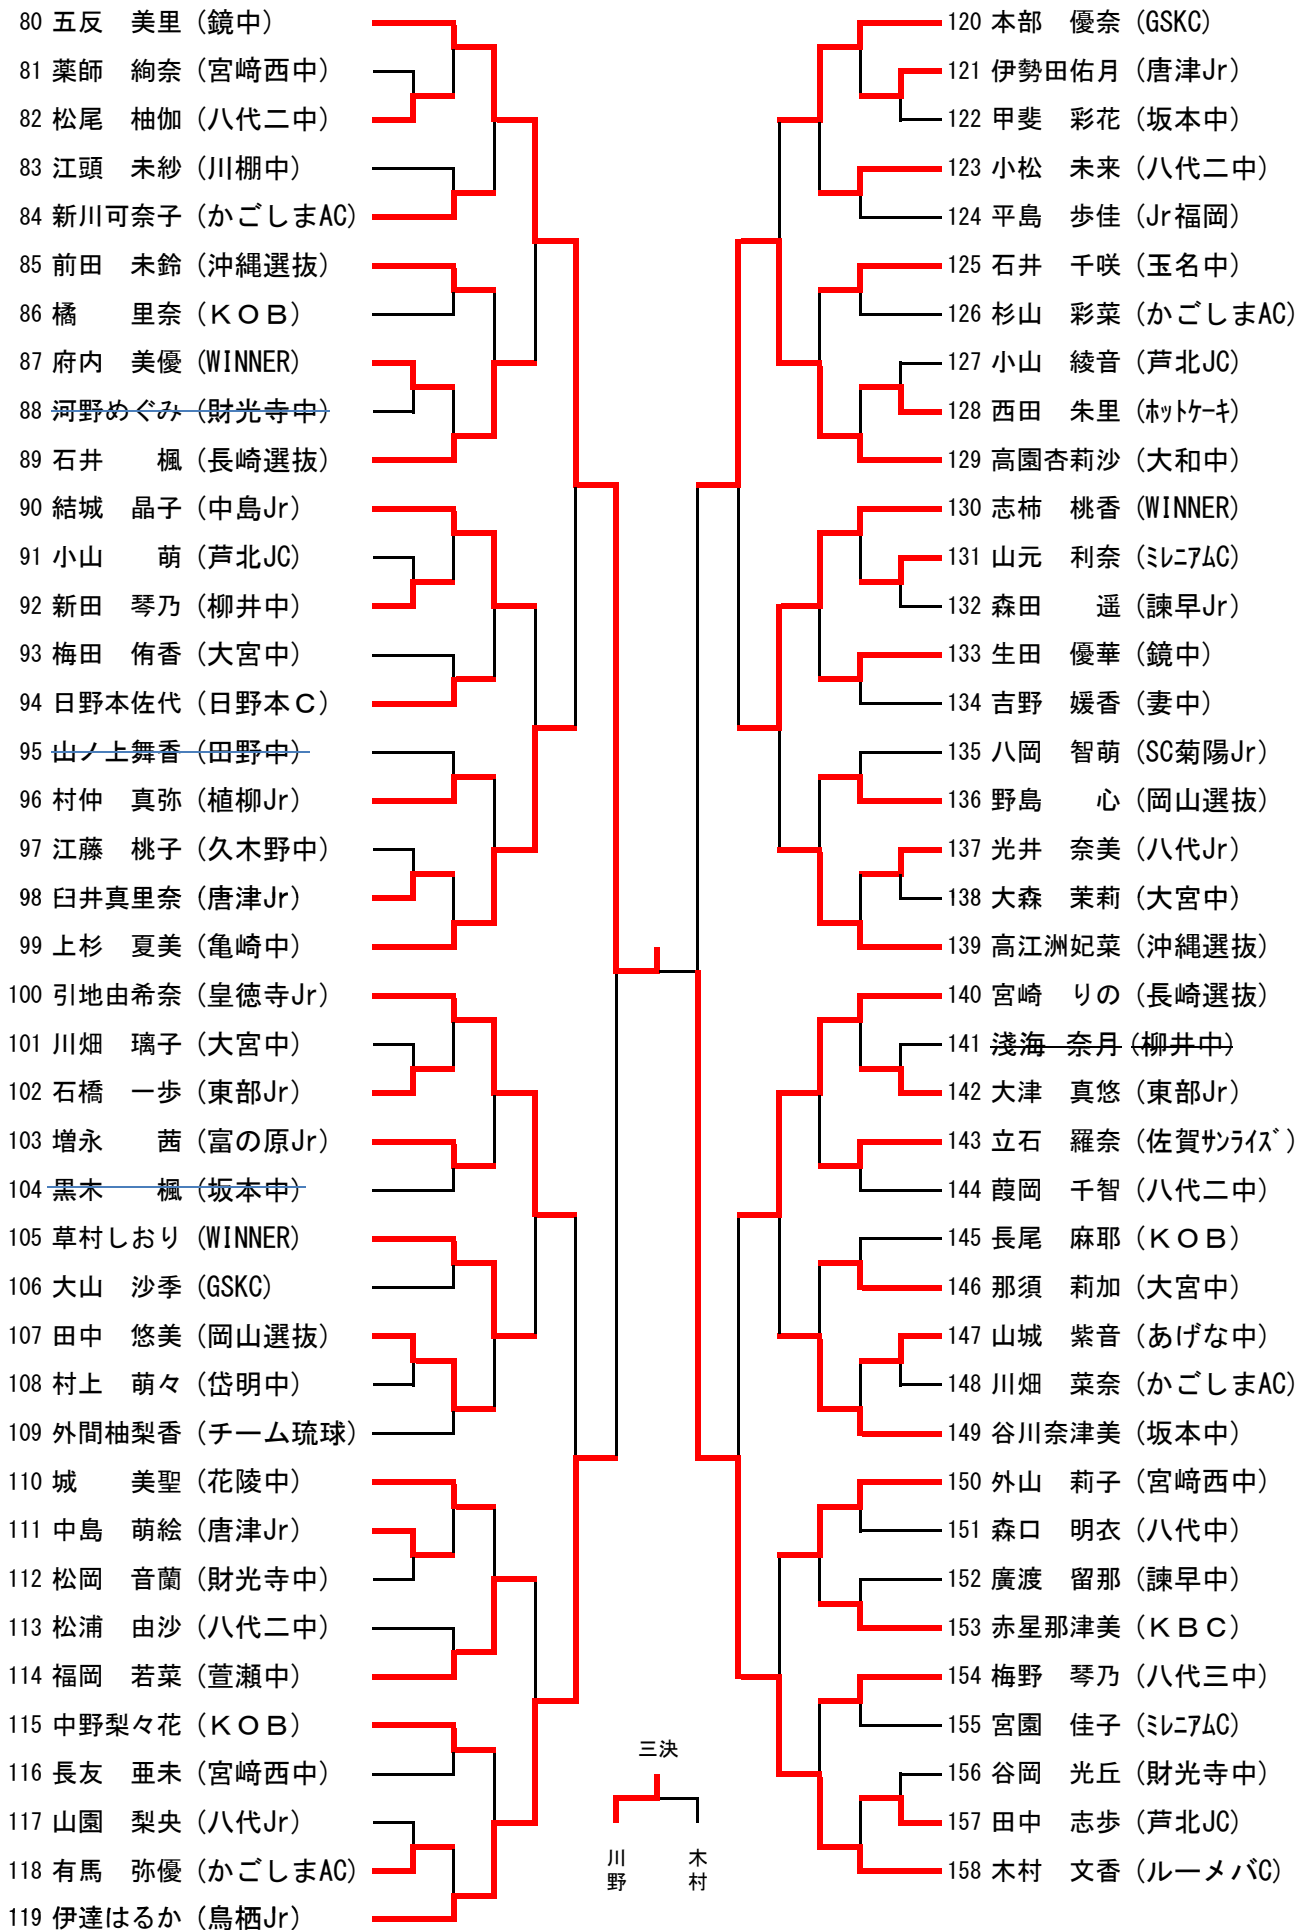 80 五反　美里 (鏡中)
81 薬師　絢奈 (宮﨑西中)
82 松尾　柚伽 (八代二中)
83 江頭　未紗 (川棚中)
84 新川可奈子 (かごしまAC)
85 前田　未鈴 (沖縄選抜)
86 橘　　里奈 (ＫＯＢ)
87 府内　美優 (WINNER)
88 河野めぐみ (財光寺中)
89 石井　　楓 (長崎選抜)
90 結城　晶子 (中島Jr)
91 小山　　萌 (芦北JC)
92 新田　琴乃 (柳井中)
93 梅田　侑香 (大宮中)
94 日野本佐代 (日野本Ｃ)
95 山ノ上舞香 (田野中)
96 村仲　真弥 (植柳Jr)
97 江藤　桃子 (久木野中)
98 臼井真里奈 (唐津Jr)
99 上杉　夏美 (亀崎中)
100 引地由希奈 (皇徳寺Jr)
101 川畑　璃子 (大宮中)
102 石橋　一歩 (東部Jr)
103 増永　　茜 (富の原Jr)
104 黒木　　楓 (坂本中)
105 草村しおり (WINNER)
106 大山　沙季 (GSKC)
107 田中　悠美 (岡山選抜)
108 村上　萌々 (岱明中)
109 外間柚梨香 (チーム琉球)
110 城　　美聖 (花陵中)
111 中島　萌絵 (唐津Jr)
112 松岡　音蘭 (財光寺中)
113 松浦　由沙 (八代二中)
114 福岡　若菜 (萱瀬中)
115 中野梨々花 (ＫＯＢ)
116 長友　亜未 (宮﨑西中)
117 山園　梨央 (八代Jr)
118 有馬　弥優 (かごしまAC)
119 伊達はるか (鳥栖Jr)
三決
川野
木村
120 本部　優奈 (GSKC)
121 伊勢田佑月 (唐津Jr)
122 甲斐　彩花 (坂本中)
123 小松　未来 (八代二中)
124 平島　歩佳 (Jr福岡)
125 石井　千咲 (玉名中)
126 杉山　彩菜 (かごしまAC)
127 小山　綾音 (芦北JC)
128 西田　朱里 (ﾎｯﾄｹｰｷ)
129 高園杏莉沙 (大和中)
130 志柿　桃香 (WINNER)
131 山元　利奈 (ﾐﾚﾆｱﾑC)
132 森田　　遥 (諫早Jr)
133 生田　優華 (鏡中)
134 吉野　媛香 (妻中)
135 八岡　智萌 (SC菊陽Jr)
136 野島　　心 (岡山選抜)
137 光井　奈美 (八代Jr)
138 大森　茉莉 (大宮中)
139 高江洲妃菜 (沖縄選抜)
140 宮崎　りの (長崎選抜)
141 淺海　奈月 (柳井中)
142 大津　真悠 (東部Jr)
143 立石　羅奈 (佐賀ｻﾝﾗｲｽﾞ)
144 葭岡　千智 (八代二中)
145 長尾　麻耶 (ＫＯＢ)
146 那須　莉加 (大宮中)
147 山城　紫音 (あげな中)
148 川畑　菜奈 (かごしまAC)
149 谷川奈津美 (坂本中)
150 外山　莉子 (宮﨑西中)
151 森口　明衣 (八代中)
152 廣渡　留那 (諫早中)
153 赤星那津美 (ＫＢＣ)
154 梅野　琴乃 (八代三中)
155 宮園　佳子 (ﾐﾚﾆｱﾑC)
156 谷岡　光丘 (財光寺中)
157 田中　志歩 (芦北JC)
158 木村　文香 (ルーメバC)